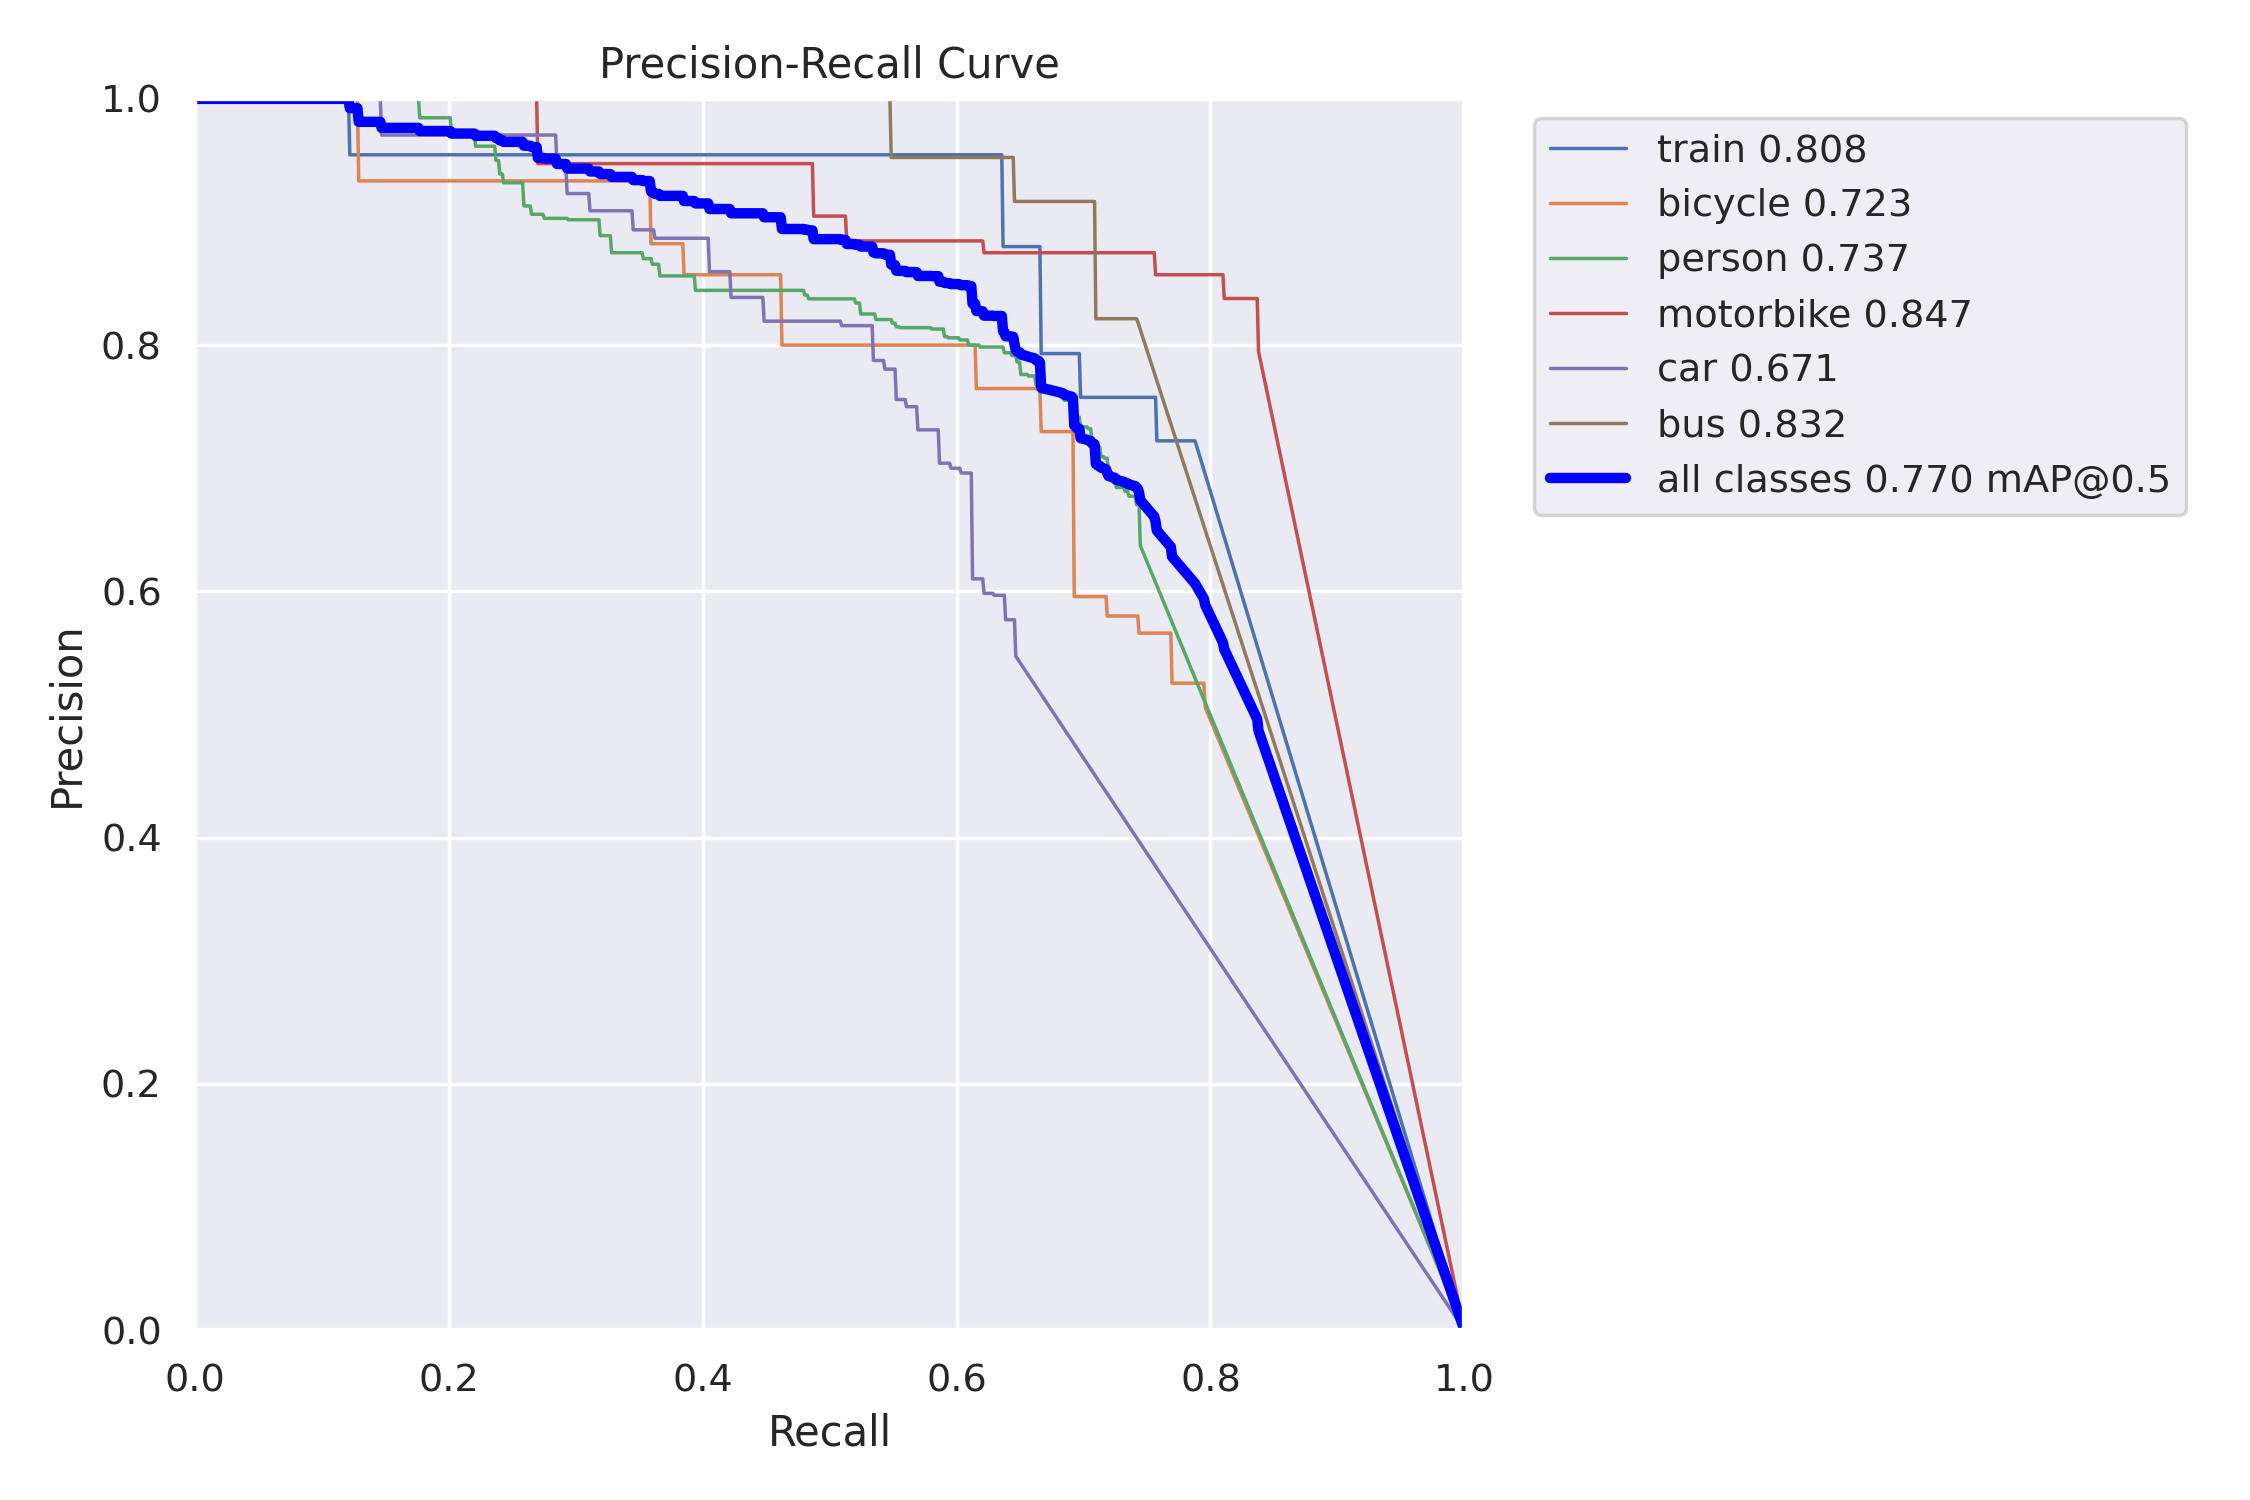 Precision-Recall Curve
1.0
0.8
0.6
0.4
0.2
0.0
Precision
0.0 0.2 0.4 0.6 0.8 1.0
Recall
train 0.808
bicycle 0.723
person 0.737
motorbike 0.847
car 0.671
bus 0.832
all classes 0.770 mAP@0.5